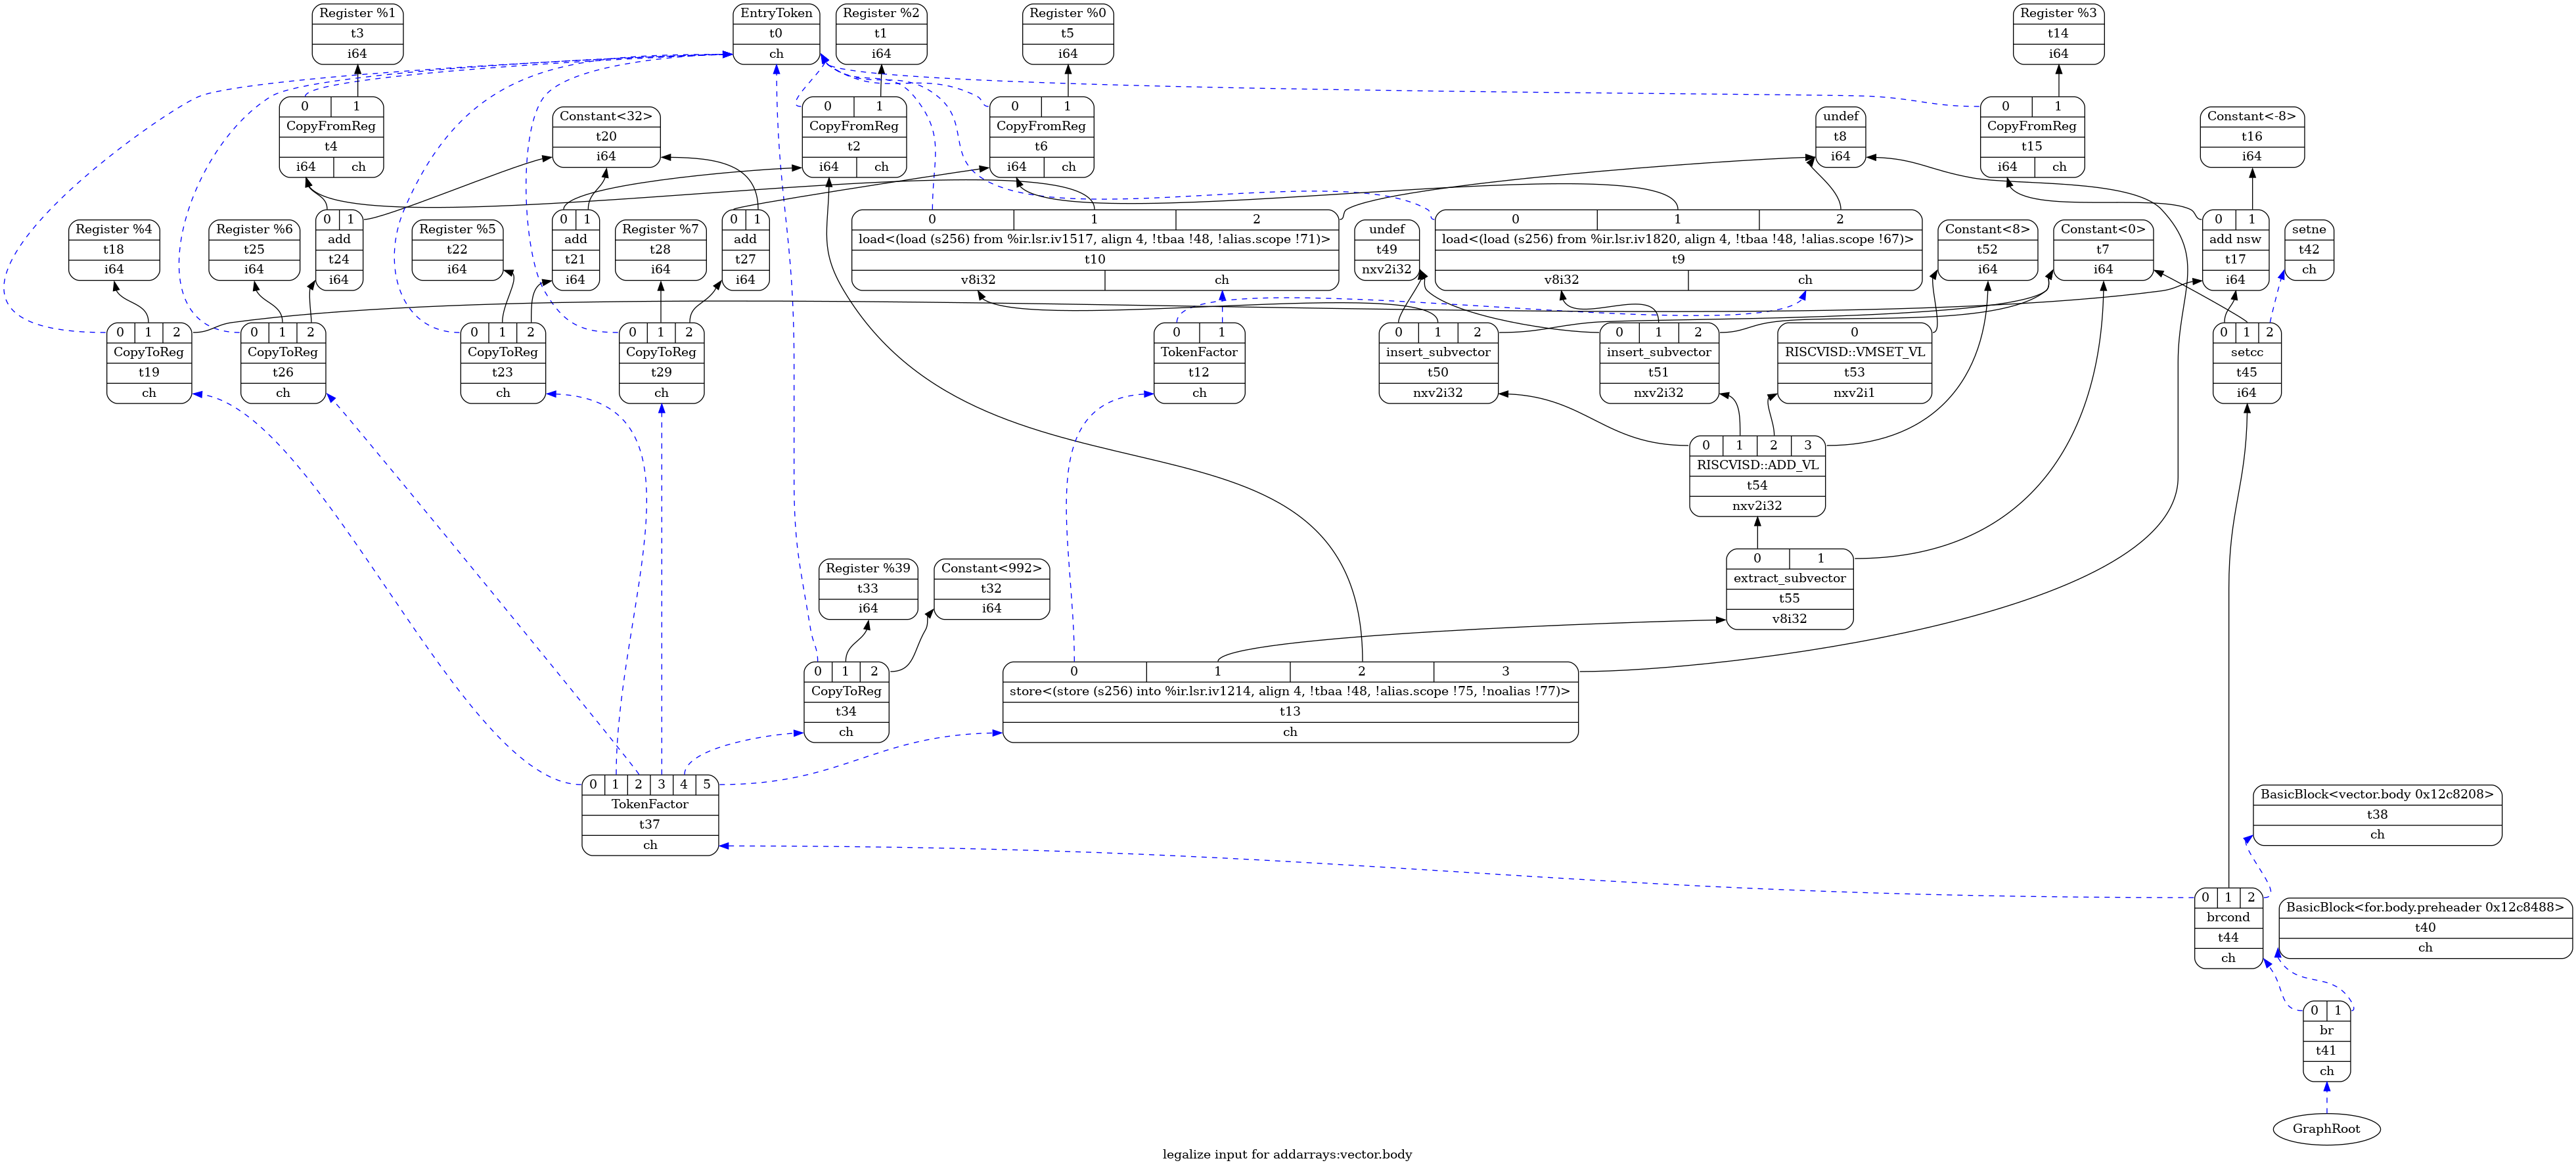 Register %1
t3
i64
EntryToken
t0
ch
Register %2
t1
i64
Register %0
t5
i64
Register %3
t14
i64
0 1
CopyFromReg
t4
i64 ch
Constant<32>
t20
i64
0 1
CopyFromReg
t2
i64 ch
0 1
CopyFromReg
t6
i64 ch
undef
t8
i64
0 1
CopyFromReg
t15
i64 ch
Constant<-8>
t16
i64
Register %4
t18
i64
Register %6
t25
i64
0 1
add
t24
i64
Register %5
t22
i64
0 1
add
t21
i64
Register %7
t28
i64
0 1
add
t27
i64
0 1 2
load<(load (s256) from %ir.lsr.iv1517, align 4, !tbaa !48, !alias.scope !71)>
t10
v8i32 ch
undef
t49
nxv2i32
0 1 2
load<(load (s256) from %ir.lsr.iv1820, align 4, !tbaa !48, !alias.scope !67)>
t9
v8i32 ch
Constant<8>
t52
i64
Constant<0>
t7
i64
0 1
add nsw
t17
i64
setne
t42
ch
0 1 2
CopyToReg
t19
ch
0 1 2
CopyToReg
t26
ch
0 1 2
CopyToReg
t23
ch
0 1 2
CopyToReg
t29
ch
0 1
TokenFactor
t12
ch
0 1 2
insert_subvector
t50
nxv2i32
0 1 2
insert_subvector
t51
nxv2i32
0
RISCVISD::VMSET_VL
t53
nxv2i1
0 1 2
setcc
t45
i64
0 1 2 3
RISCVISD::ADD_VL
t54
nxv2i32
Register %39
t33
i64
Constant<992>
t32
i64
0 1
extract_subvector
t55
v8i32
0 1 2
CopyToReg
t34
ch
0 1 2 3
store<(store (s256) into %ir.lsr.iv1214, align 4, !tbaa !48, !alias.scope !75, !noalias !77)>
t13
ch
0 1 2 3 4 5
TokenFactor
t37
ch
BasicBlock<vector.body 0x12c8208>
t38
ch
0 1 2
brcond
t44
ch
BasicBlock<for.body.preheader 0x12c8488>
t40
ch
0 1
br
t41
ch
GraphRoot
legalize input for addarrays:vector.body